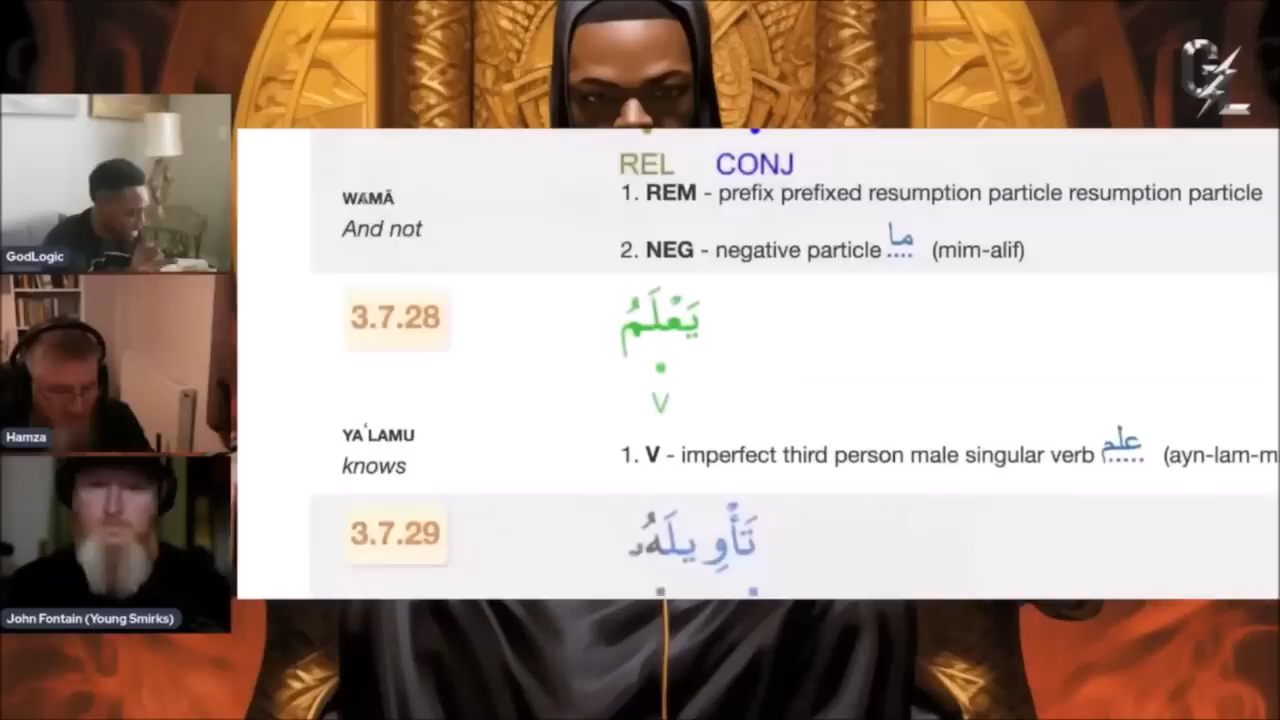 REL CONJ
WAMĀ
1. REM - prefix prefixed resumption particle resumption particle
And not
2. NEG - negative particle ما (mim-alif)
3.7.28
يَعْلَمُ
V
YAʿLAMU
knows
1. V - imperfect third person male singular verb علم (ayn-lam-m
3.7.29
تَأْوِيلَهُۥ
GodLogic
Hamza
John Fontain (Young Smirks)